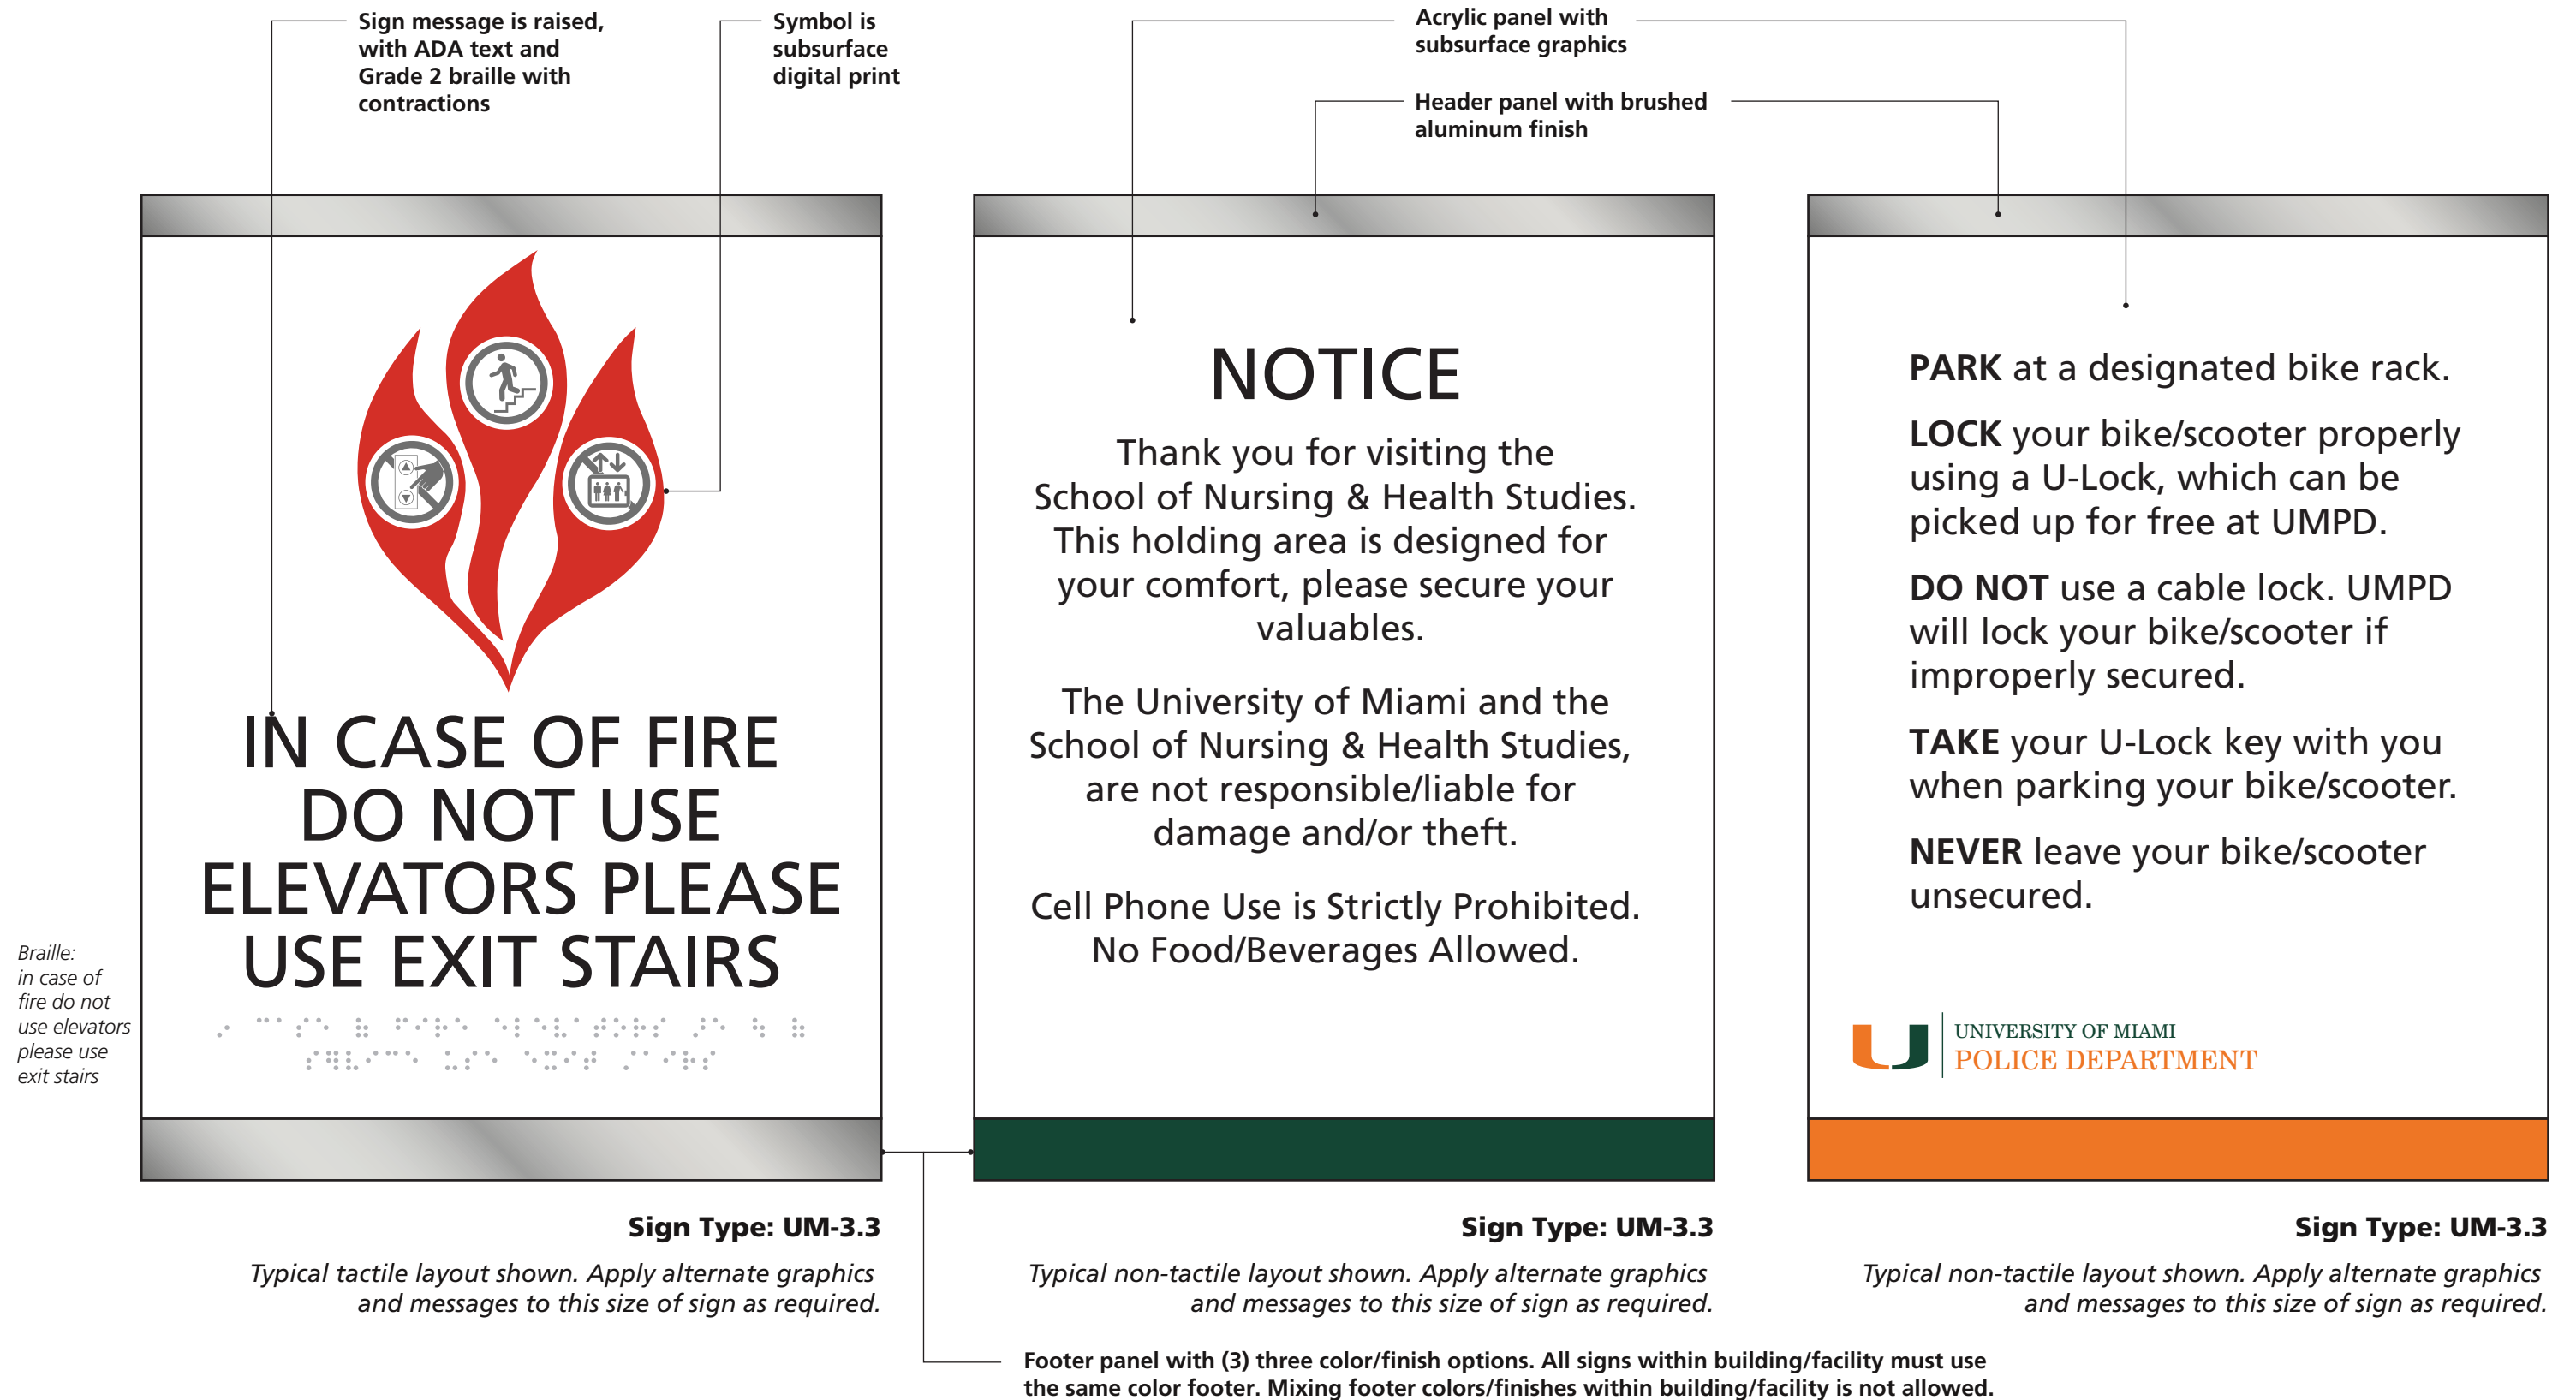 Sign message is raised,
with ADA text and
Grade 2 braille with
contractions
Symbol is
subsurface
digital print
Acrylic panel with
subsurface graphics
Header panel with brushed
aluminum finish
IN CASE OF FIRE
DO NOT USE
ELEVATORS PLEASE
USE EXIT STAIRS
Braille:
in case of
fire do not
use elevators
please use
exit stairs
Sign Type: UM-3.3
Typical tactile layout shown. Apply alternate graphics
and messages to this size of sign as required.
NOTICE
Thank you for visiting the
School of Nursing & Health Studies.
This holding area is designed for
your comfort, please secure your
valuables.
The University of Miami and the
School of Nursing & Health Studies,
are not responsible/liable for
damage and/or theft.
Cell Phone Use is Strictly Prohibited.
No Food/Beverages Allowed.
Sign Type: UM-3.3
Typical non-tactile layout shown. Apply alternate graphics
and messages to this size of sign as required.
PARK at a designated bike rack.
LOCK your bike/scooter properly
using a U-Lock, which can be
picked up for free at UMPD.
DO NOT use a cable lock. UMPD
will lock your bike/scooter if
improperly secured.
TAKE your U-Lock key with you
when parking your bike/scooter.
NEVER leave your bike/scooter
unsecured.
UNIVERSITY OF MIAMI
POLICE DEPARTMENT
Sign Type: UM-3.3
Typical non-tactile layout shown. Apply alternate graphics
and messages to this size of sign as required.
Footer panel with (3) three color/finish options. All signs within building/facility must use
the same color footer. Mixing footer colors/finishes within building/facility is not allowed.